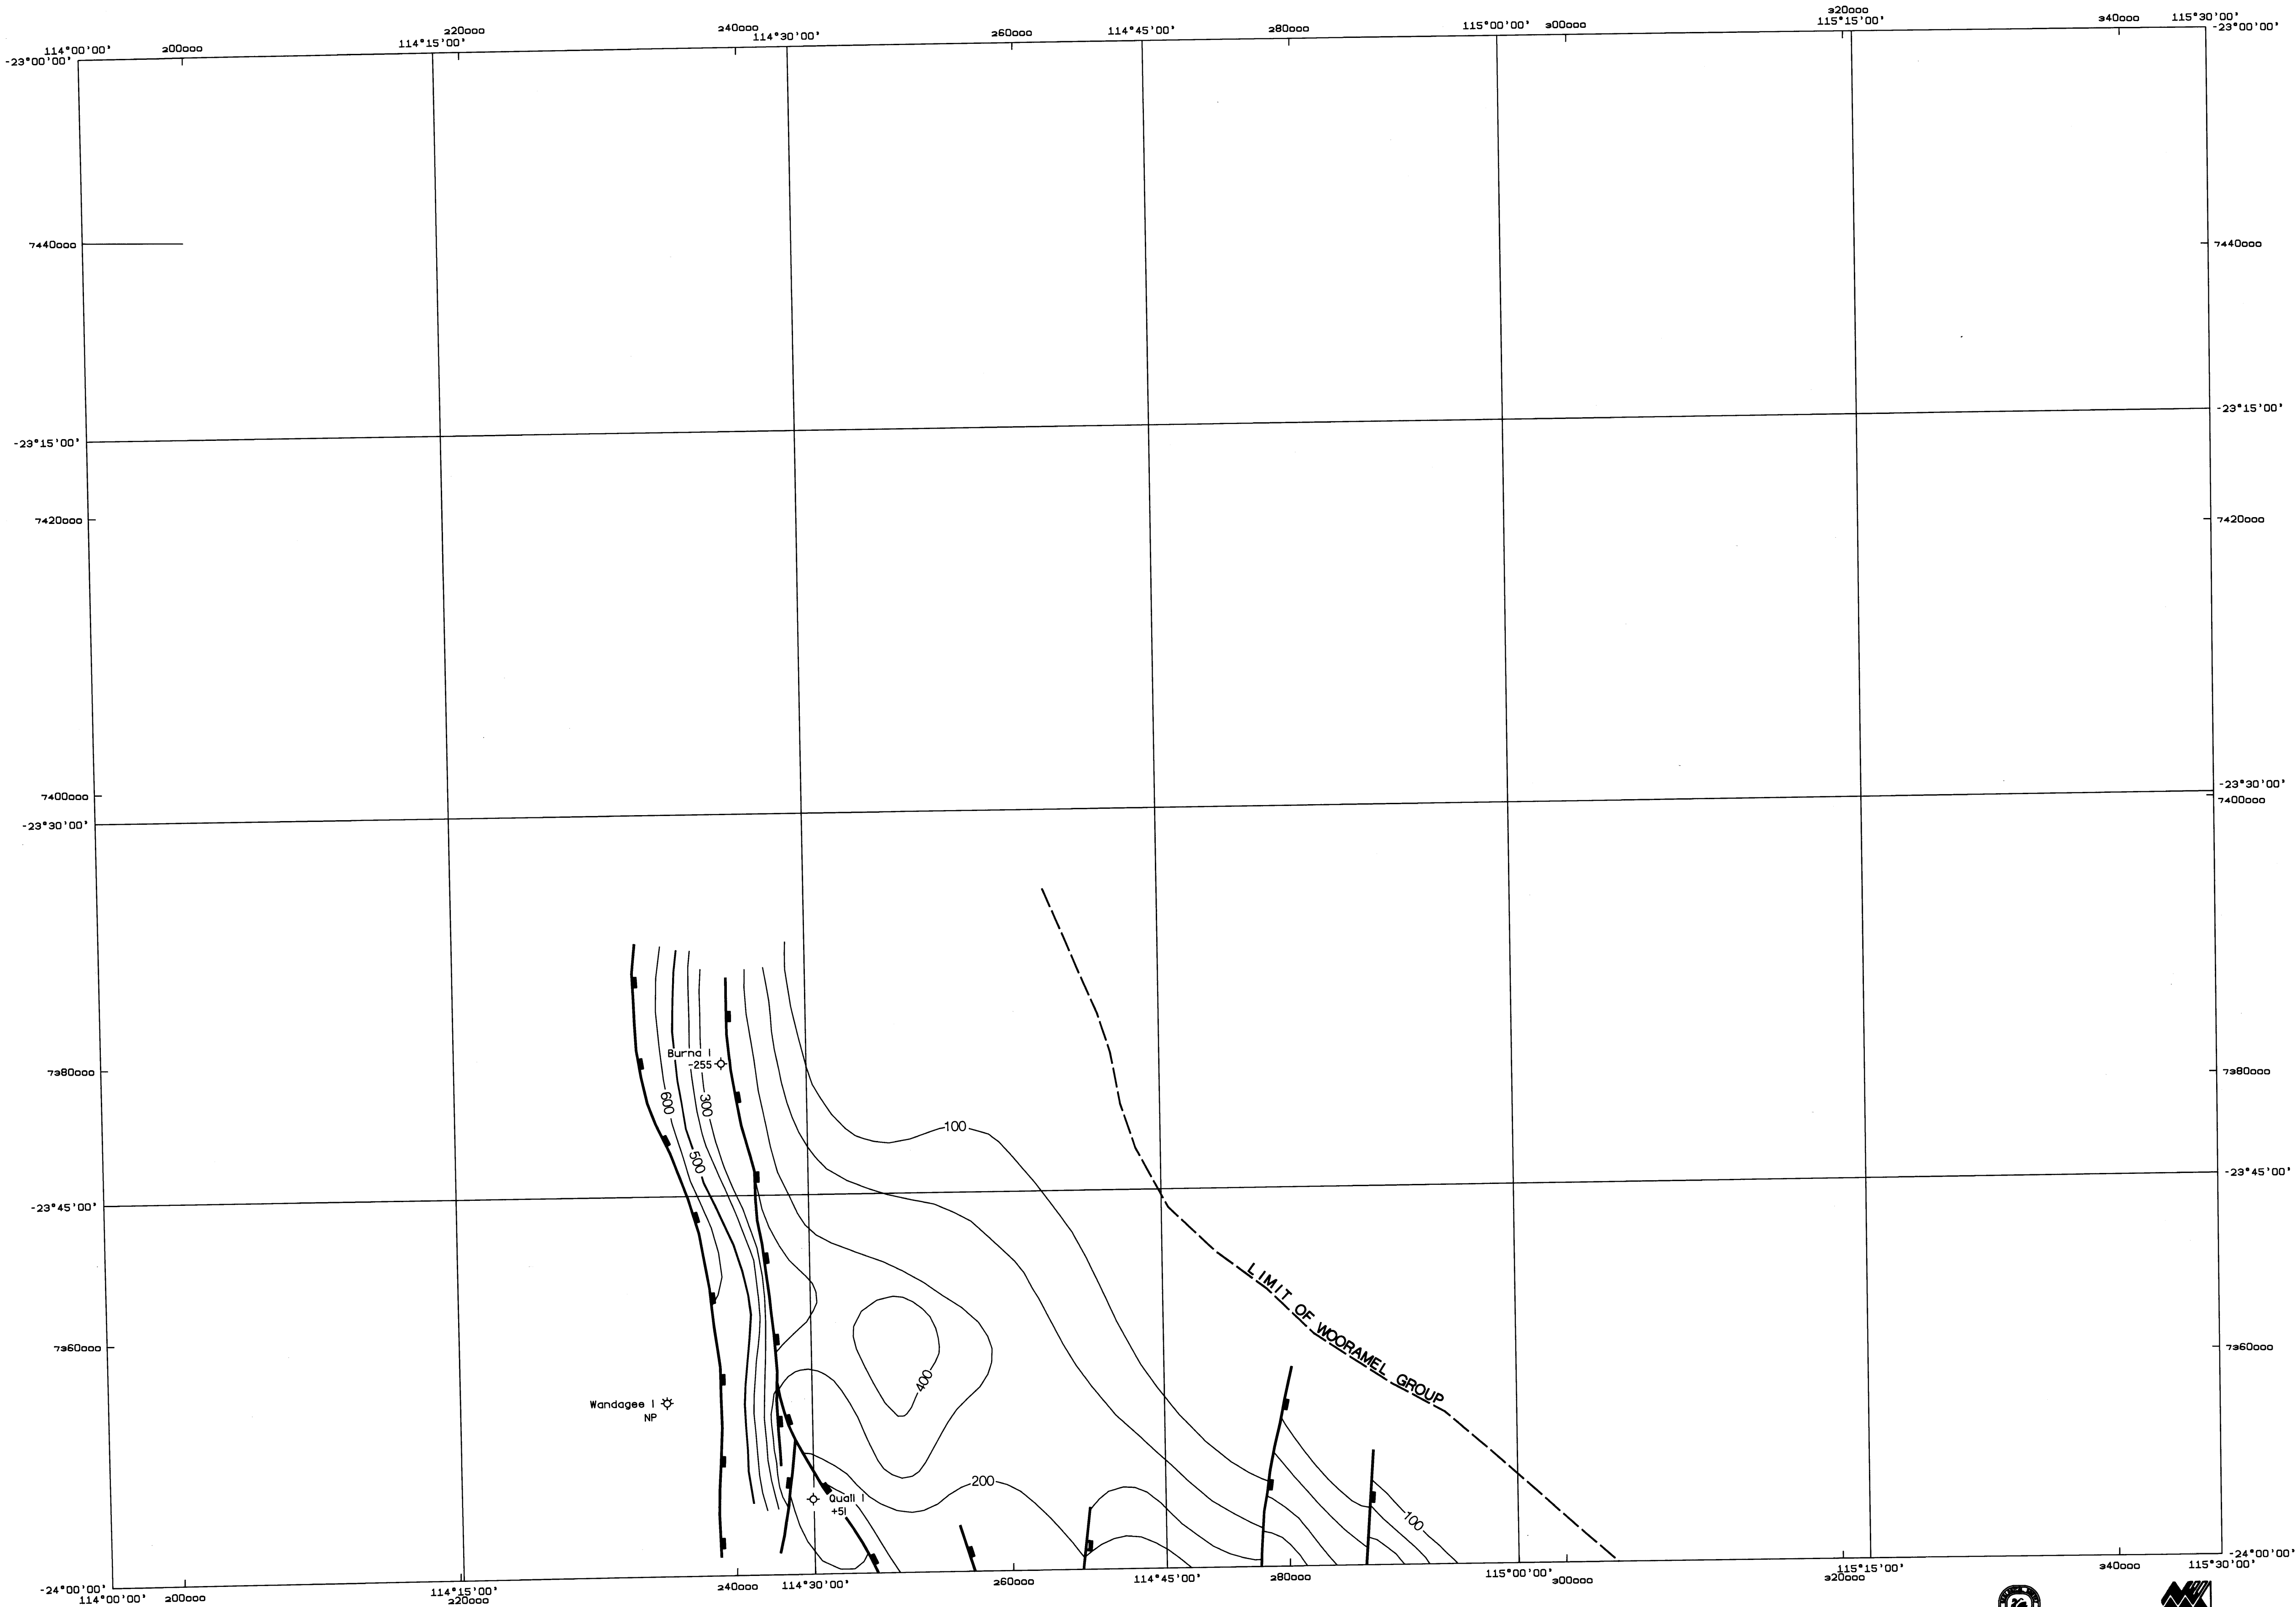 320000
220000 240000 260000 280000 300000 340000 115°30'00'
114°00'00' 200000 114°15'00' 114°30'00' 114°45'00' 115°00'00' 115°15'00'
-23°00'00' -23°00'00'
7440000 7440000
-23°15'00' -23°15'00'
7420000 7420000
7400000 -23°30'00'
-23°30'00' 7400000
Burna 1
-255
7380000 7380000
600 300
100
500
-23°45'00' -23°45'00'
LIMIT OF WOORAMEL GROUP
7360000 7360000
400
Wandagee 1
NP
200
Quail 1
+51
100
-24°00'00' -24°00'00'
114°00'00' 200000 114°15'00' 240000 114°30'00' 260000 114°45'00' 280000 115°00'00' 300000 115°15'00' 340000 115°30'00'
220000 320000